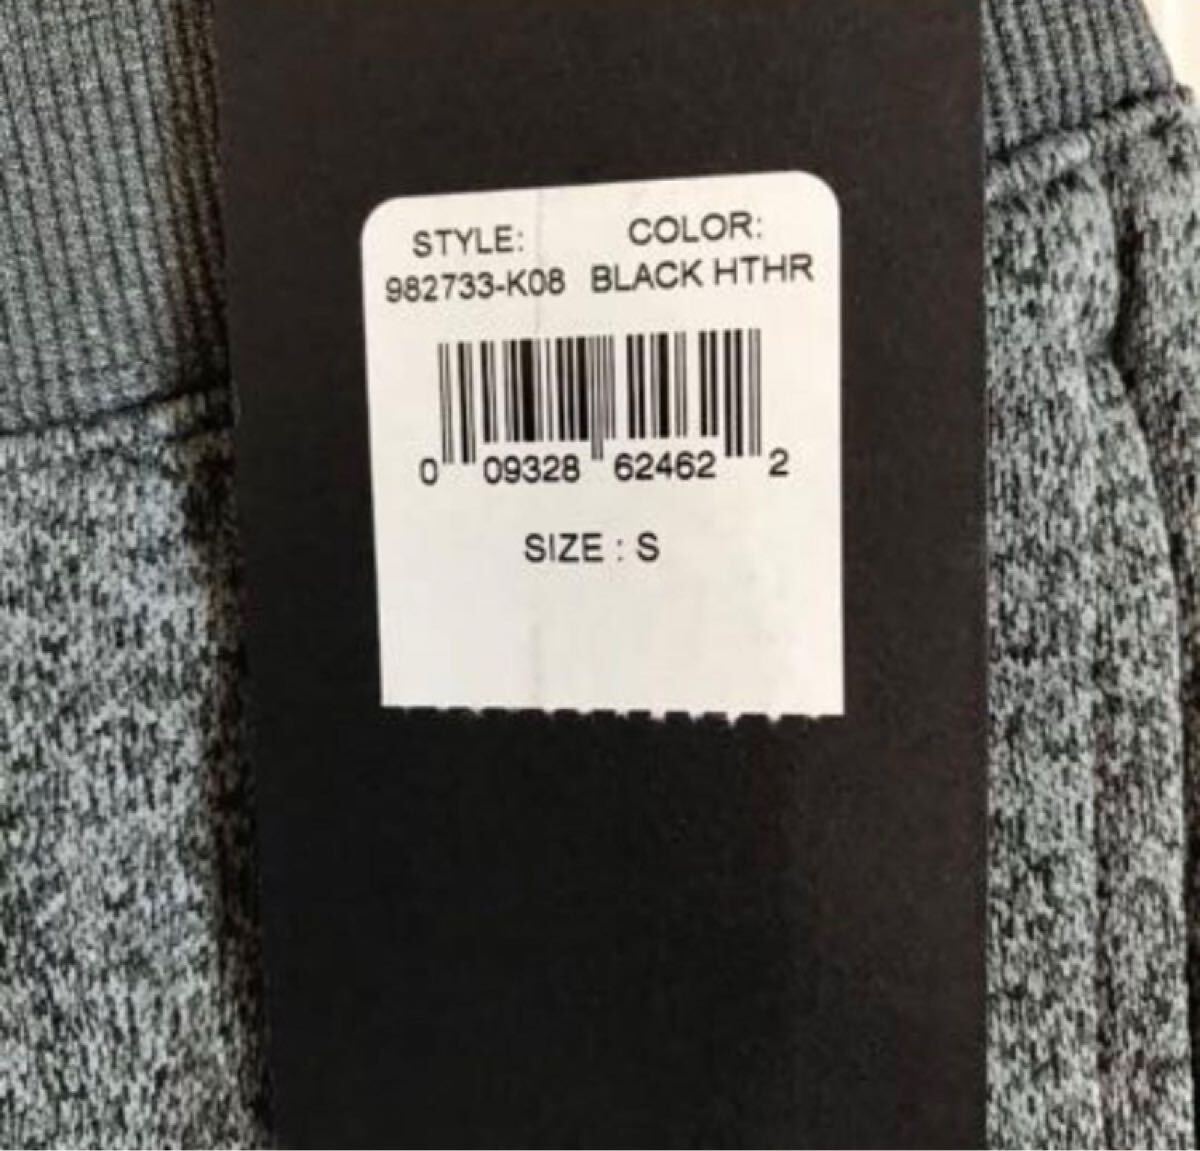 STYLE: COLOR:
982733-K08 BLACK HTHR
0 09328 62462 2
SIZE : S